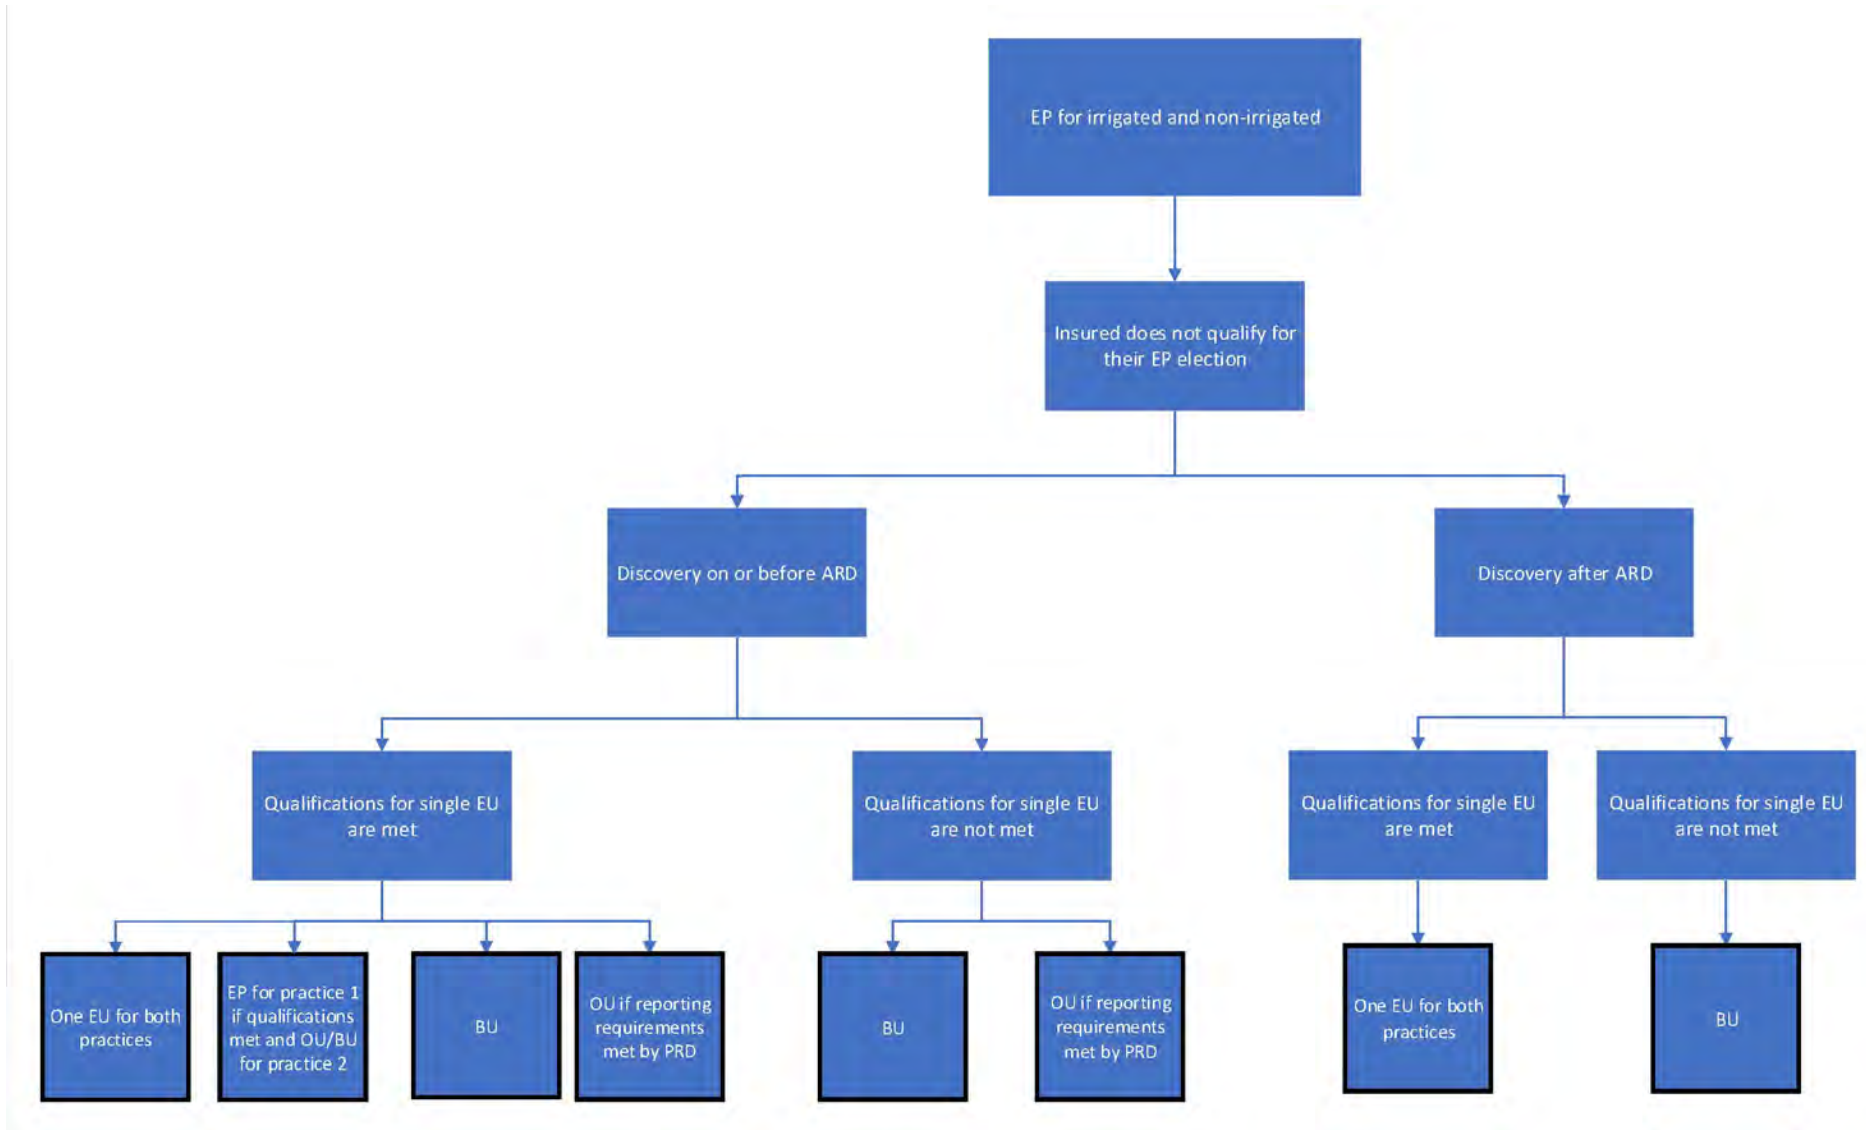 EP for irrigated and non-irrigated
Insured does not qualify for
their EP election
Discovery on or before ARD
Discovery after ARD
Qualifications for single EU
are met
Qualifications for single EU
are not met
Qualifications for single EU
are met
Qualifications for single EU
are not met
One EU for both
practices
EP for practice 1
if qualifications
met and OU/BU
for practice 2
BU
OU if reporting
requirements
met by PRD
BU
OU if reporting
requirements
met by PRD
One EU for both
practices
BU